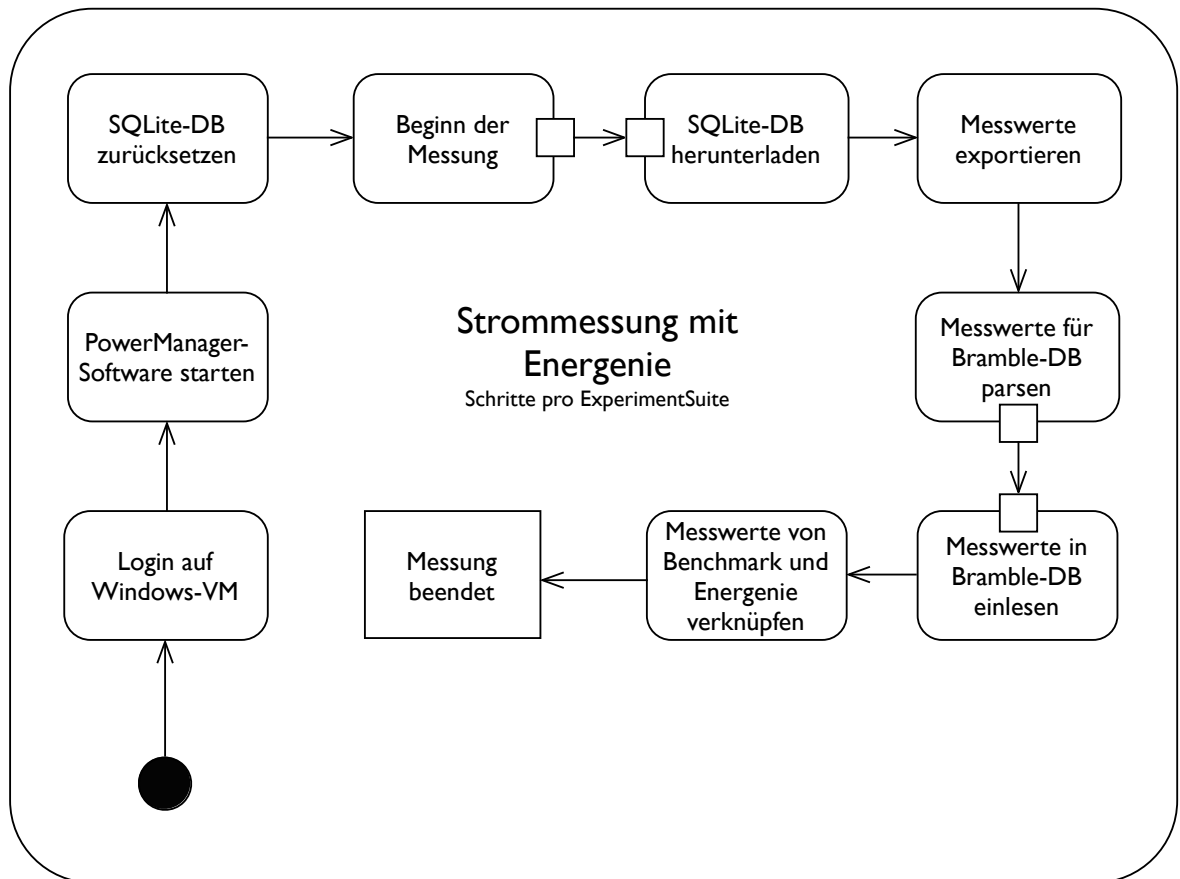 SQLite-DB
zurücksetzen
Beginn der
Messung
SQLite-DB
herunterladen
Messwerte
exportieren
PowerManager-
Software starten
Strommessung mit
Energenie
Schritte pro ExperimentSuite
Messwerte für
Bramble-DB
parsen
Login auf
Windows-VM
Messung
beendet
Messwerte von
Benchmark und
Energenie
verknüpfen
Messwerte in
Bramble-DB
einlesen